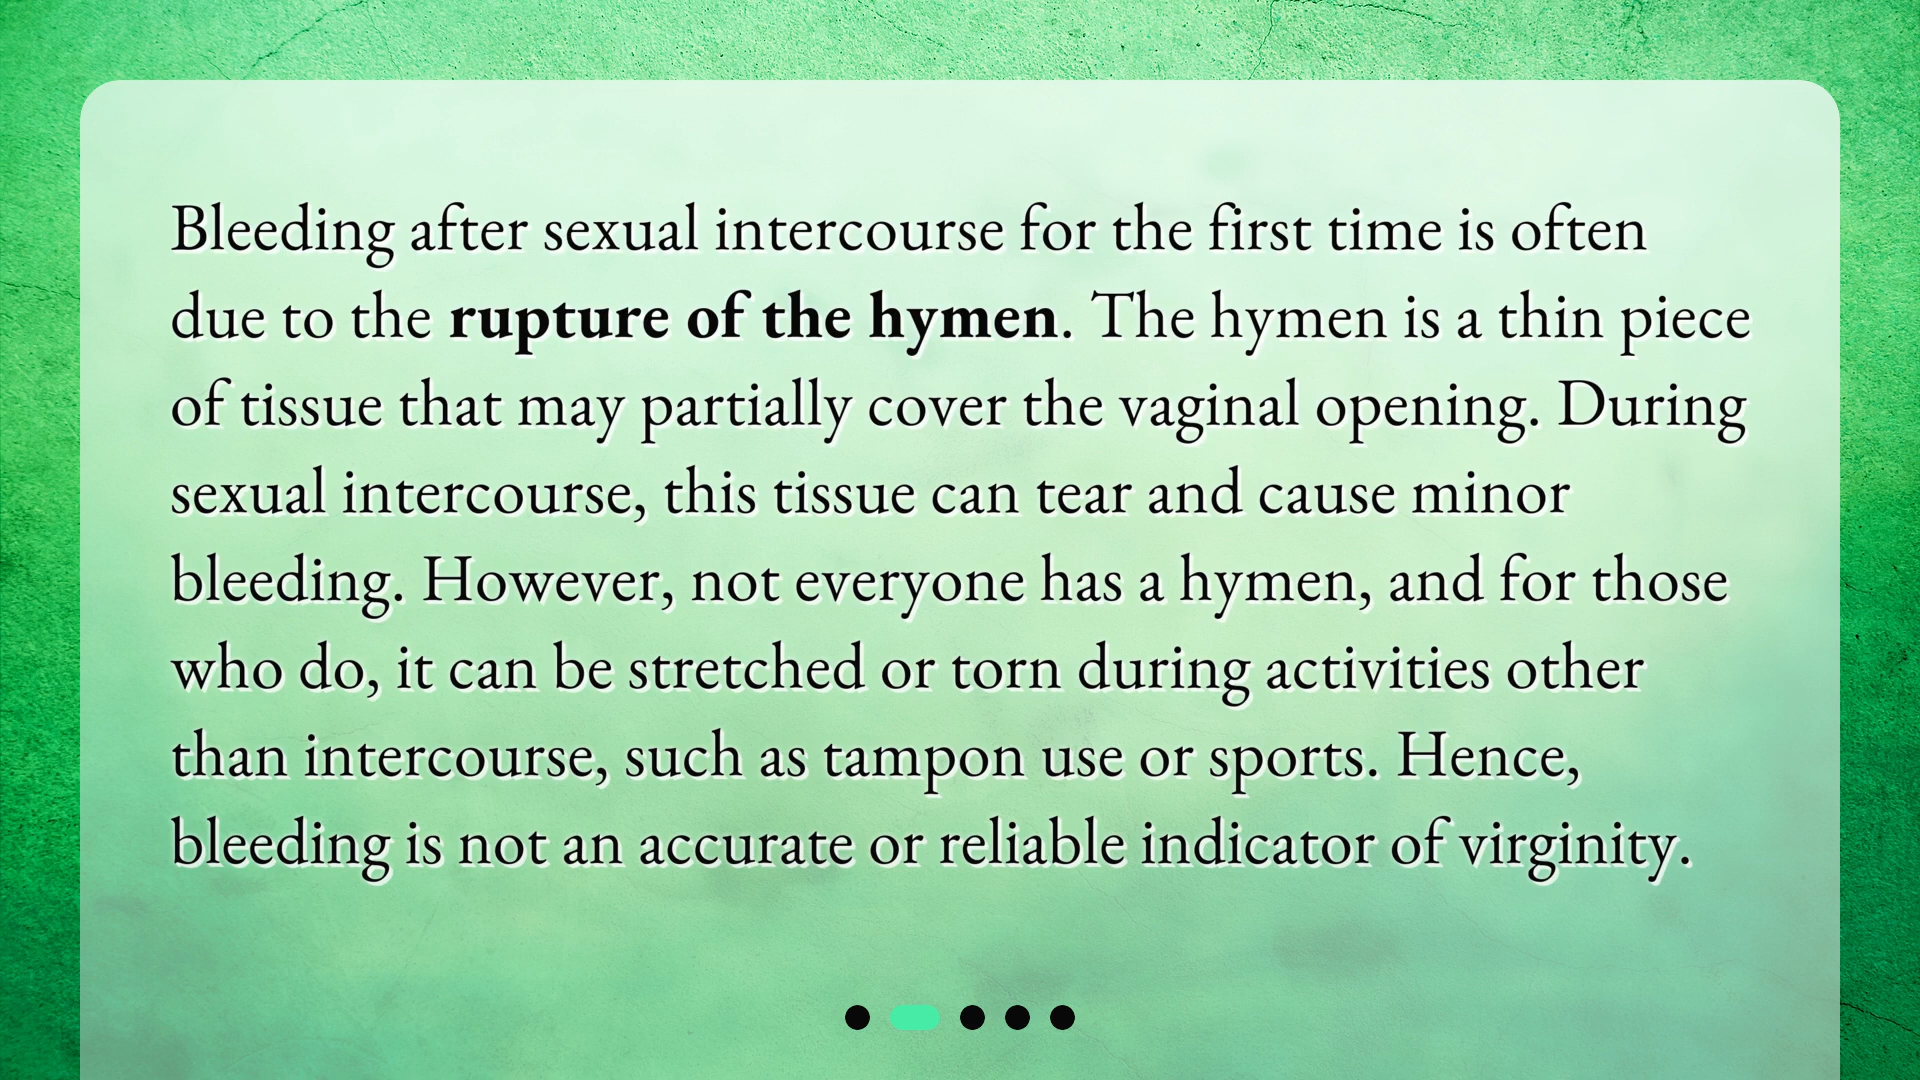 Bleeding after sexual intercourse for the first time is often
due to the rupture of the hymen. The hymen is a thin piece
of tissue that may partially cover the vaginal opening. During
sexual intercourse, this tissue can tear and cause minor
bleeding. However, not everyone has a hymen, and for those
who do, it can be stretched or torn during activities other
than intercourse, such as tampon use or sports. Hence,
bleeding is not an accurate or reliable indicator of virginity.